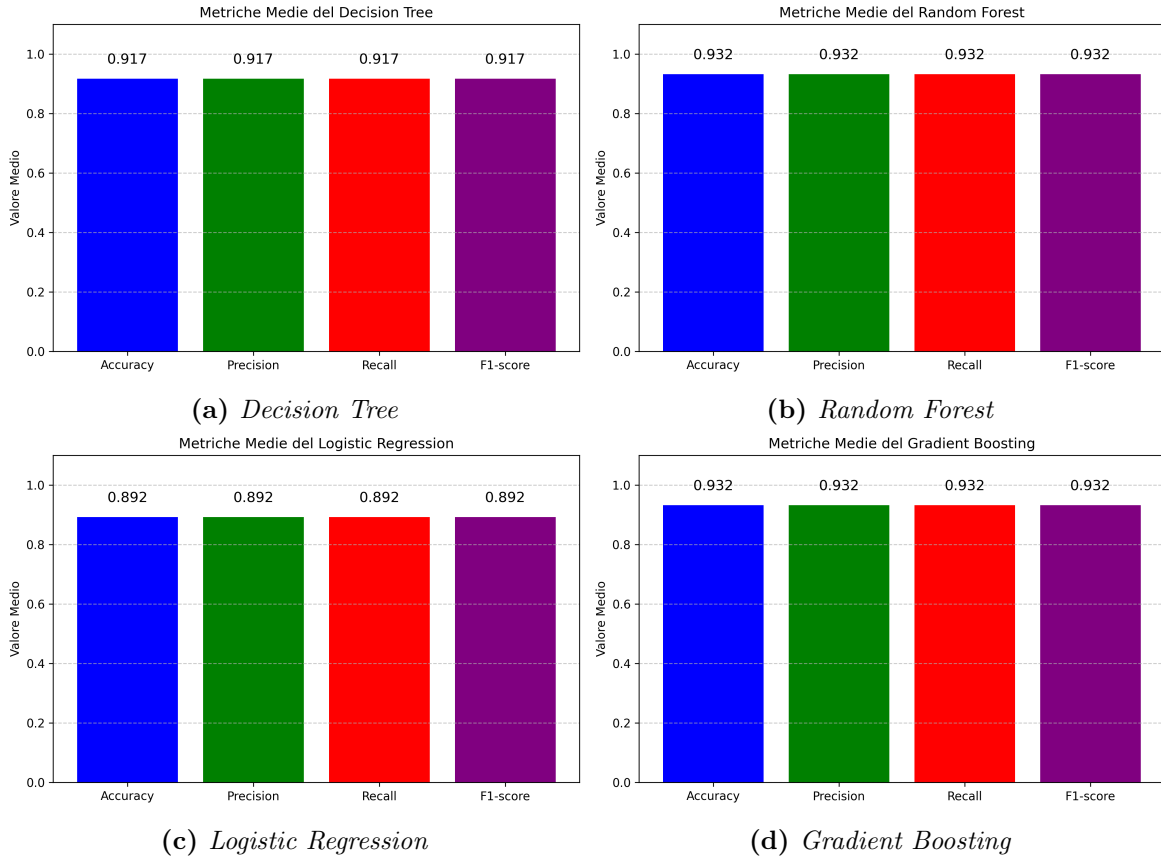 Metriche Medie del Decision Tree
0.917 0.917 0.917 0.917
1.0
0.8
0.6
0.4
0.2
0.0
Valore Medio
Accuracy Precision Recall F1-score
(a) Decision Tree
Metriche Medie del Random Forest
0.932 0.932 0.932 0.932
1.0
0.8
0.6
0.4
0.2
0.0
Valore Medio
Accuracy Precision Recall F1-score
(b) Random Forest
Metriche Medie del Logistic Regression
0.892 0.892 0.892 0.892
1.0
0.8
0.6
0.4
0.2
0.0
Valore Medio
Accuracy Precision Recall F1-score
(c) Logistic Regression
Metriche Medie del Gradient Boosting
0.932 0.932 0.932 0.932
1.0
0.8
0.6
0.4
0.2
0.0
Valore Medio
Accuracy Precision Recall F1-score
(d) Gradient Boosting